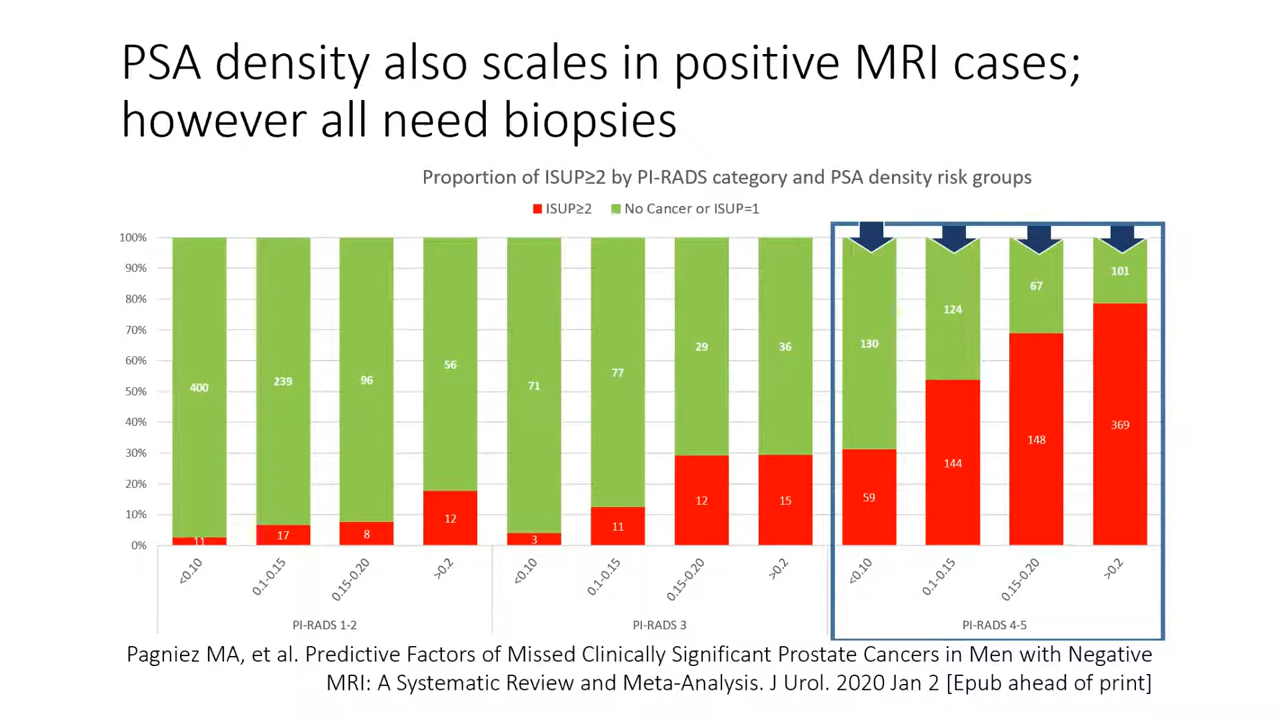 PSA density also scales in positive MRI cases;
however all need biopsies
Proportion of ISUP≥2 by PI-RADS category and PSA density risk groups
ISUP≥2 No Cancer or ISUP=1
100%
90%
80%
70%
60%
50%
40%
30%
20%
10%
0%
400 239 96 56 71 77 29 36 130 124 67 101
11 17 8 12 3 11 12 15 59 144 148 369
<0.10 0.1-0.15 0.15-0.20 >0.2 <0.10 0.1-0.15 0.15-0.20 >0.2 <0.10 0.1-0.15 0.15-0.20 >0.2
PI-RADS 1-2 PI-RADS 3 PI-RADS 4-5
Pagniez MA, et al. Predictive Factors of Missed Clinically Significant Prostate Cancers in Men with Negative
MRI: A Systematic Review and Meta-Analysis. J Urol. 2020 Jan 2 [Epub ahead of print]